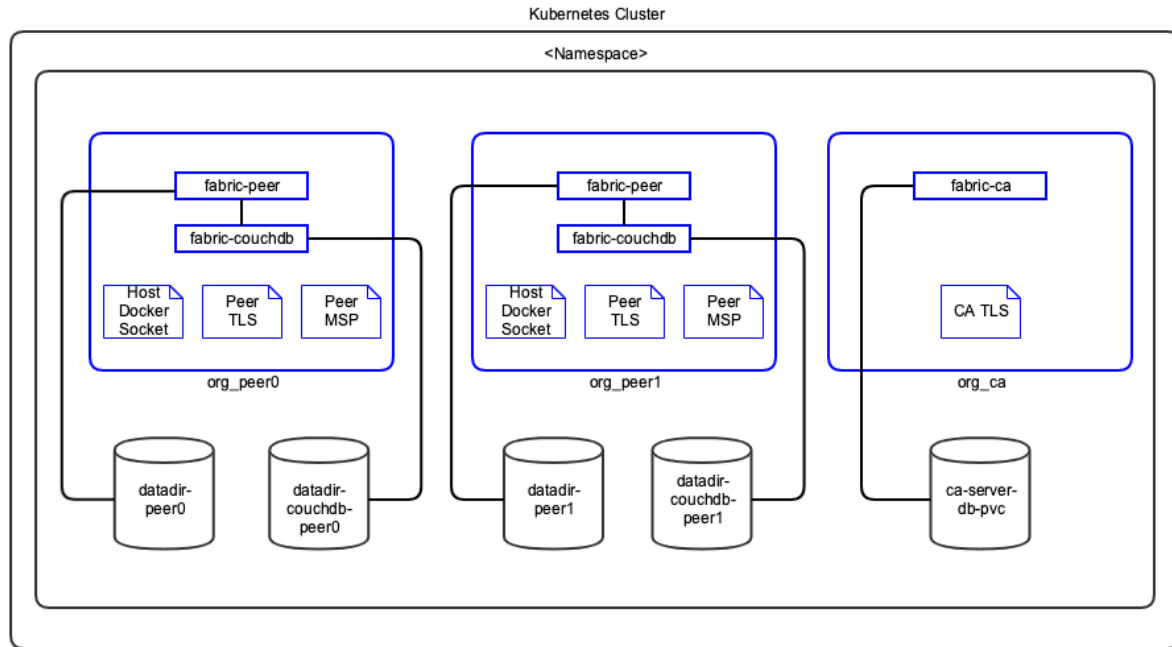 Kubernetes Cluster
<Namespace>
fabric-peer
fabric-couchdb
Host
Docker
Socket
Peer
TLS
Peer
MSP
org_peer0
datadir-
peer0
datadir-
couchdb-
peer0
fabric-peer
fabric-couchdb
Host
Docker
Socket
Peer
TLS
Peer
MSP
org_peer1
datadir-
peer1
datadir-
couchdb-
peer1
fabric-ca
CA TLS
org_ca
ca-server-
db-pvc